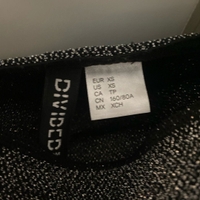 DIVIDED
EUR XS
US XS
CA TP
CN 160/80A
MX XCH